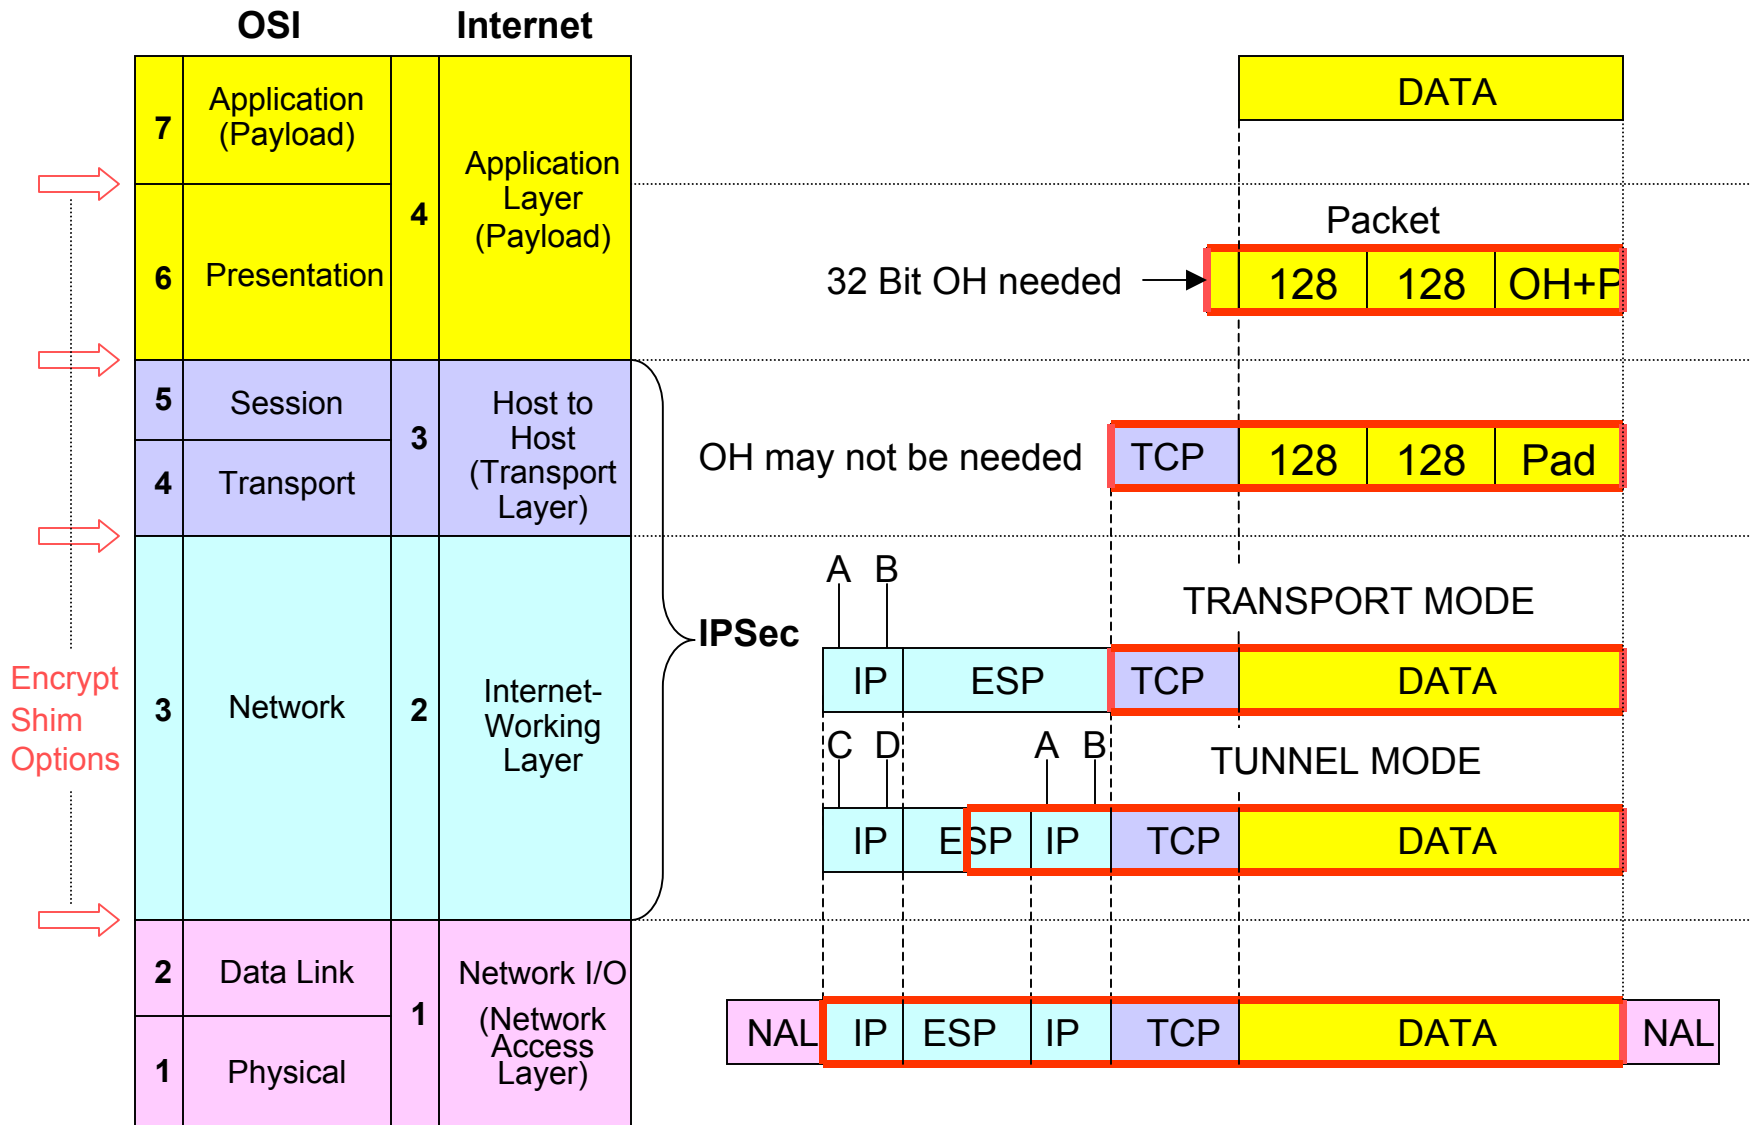 OSI
Internet
7
Application
(Payload)
6
Presentation
4
Application
Layer
(Payload)
5
Session
4
Transport
3
Host to
Host
(Transport
Layer)
3
Network
2
Internet-
Working
Layer
2
Data Link
1
Physical
1
Network I/O
(Network
Access
Layer)
Encrypt
Shim
Options
IPSec
DATA
Packet
32 Bit OH needed
128 128 OH+P
OH may not be needed
TCP 128 128 Pad
A B
TRANSPORT MODE
IP ESP TCP DATA
C D A B
TUNNEL MODE
IP ESP IP TCP DATA
NAL IP ESP IP TCP DATA NAL